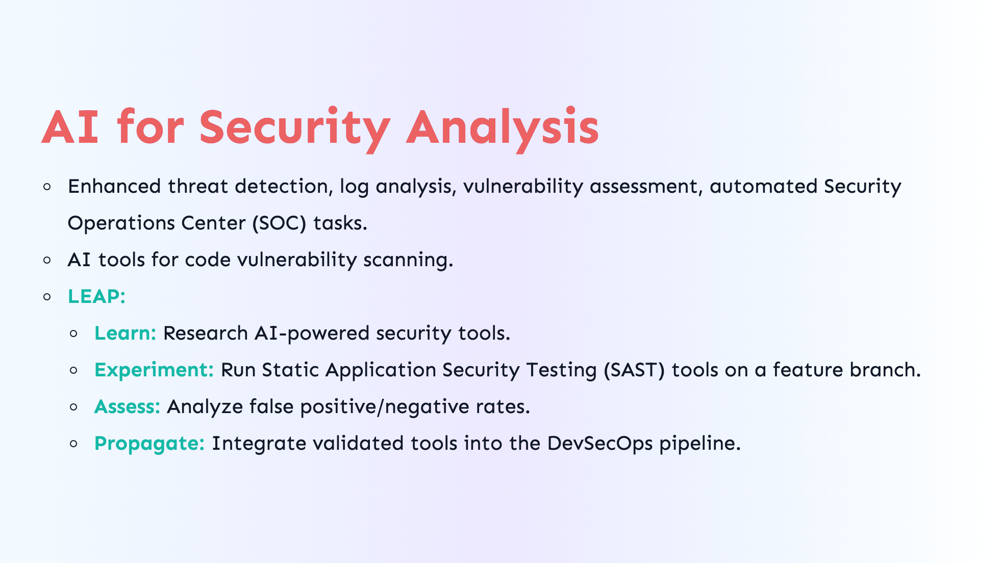 AI for Security Analysis
Enhanced threat detection, log analysis, vulnerability assessment, automated Security
Operations Center (SOC) tasks.
AI tools for code vulnerability scanning.
LEAP:
Learn: Research AI-powered security tools.
Experiment: Run Static Application Security Testing (SAST) tools on a feature branch.
Assess: Analyze false positive/negative rates.
Propagate: Integrate validated tools into the DevSecOps pipeline.